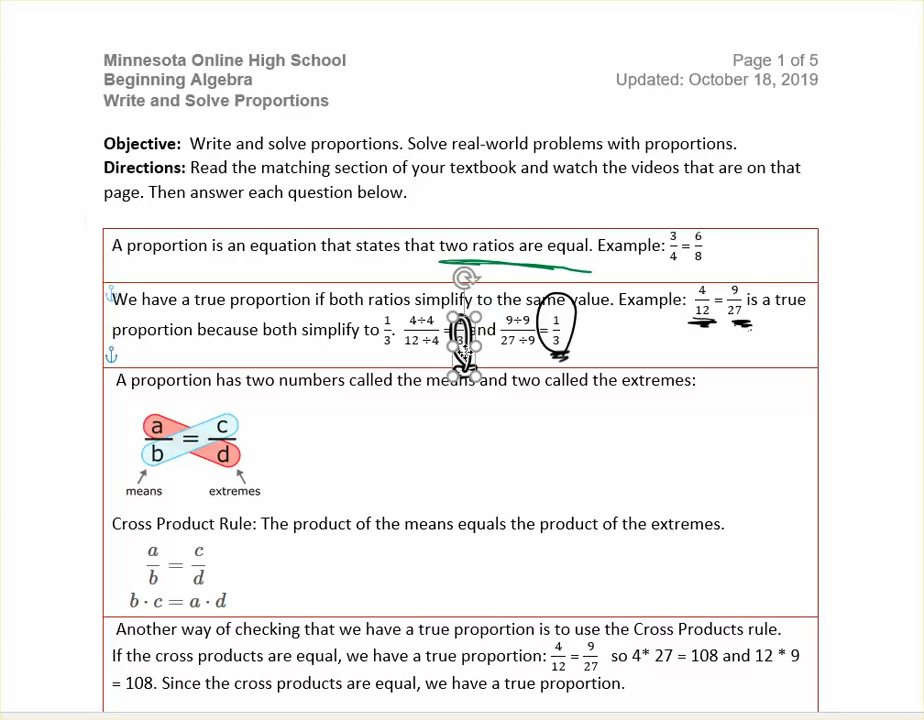 Minnesota Online High School
Beginning Algebra
Write and Solve Proportions
Page 1 of 5
Updated: October 18, 2019
Objective: Write and solve proportions. Solve real-world problems with proportions.
Directions: Read the matching section of your textbook and watch the videos that are on that
page. Then answer each question below.
A proportion is an equation that states that two ratios are equal. Example: 3/4 = 6/8
We have a true proportion if both ratios simplify to the same value. Example: 4/12 = 9/27 is a true
proportion because both simplify to 1/3. 4÷4/12÷4 = and 9÷9/27÷9 = 1/3
A proportion has two numbers called the means and two called the extremes:
a/b = c/d
means extremes
Cross Product Rule: The product of the means equals the product of the extremes.
a/b = c/d
b · c = a · d
Another way of checking that we have a true proportion is to use the Cross Products rule.
If the cross products are equal, we have a true proportion: 4/12 = 9/27 so 4* 27 = 108 and 12 * 9
= 108. Since the cross products are equal, we have a true proportion.